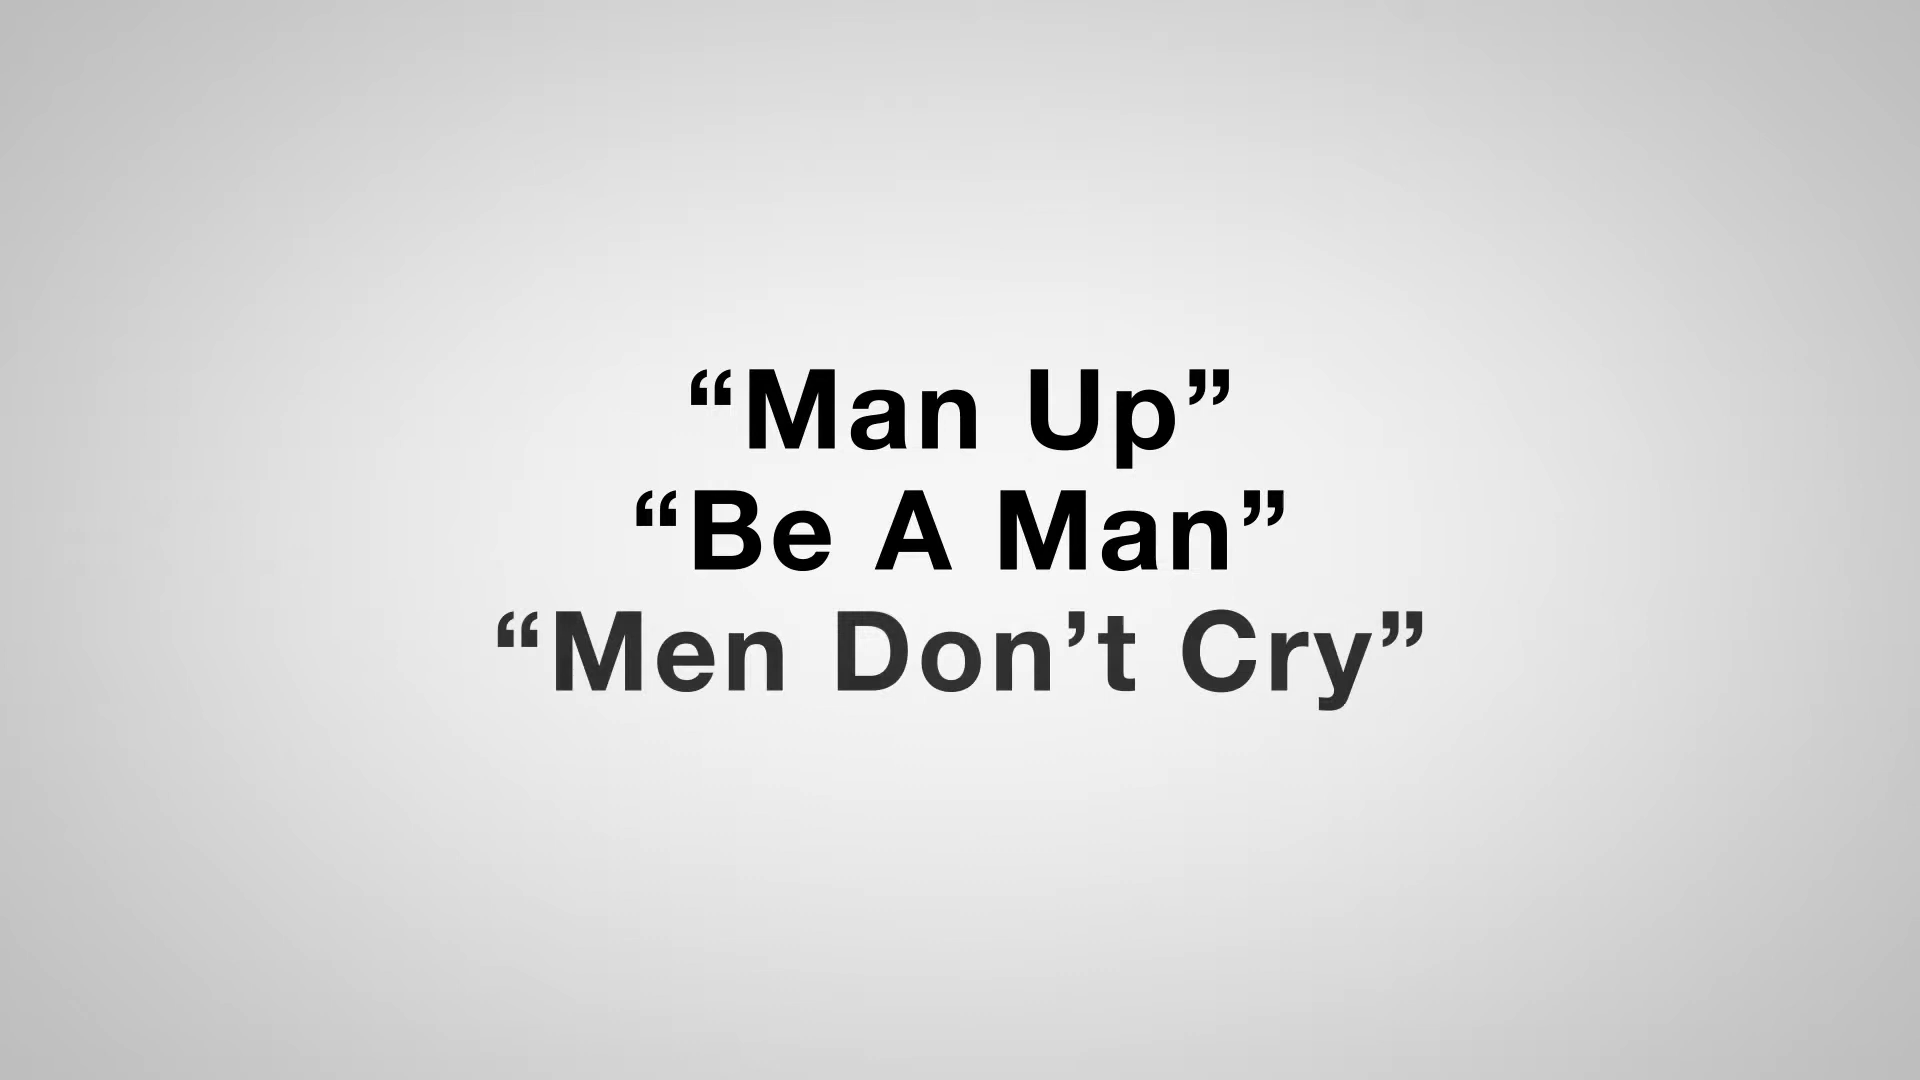 “Man Up”
“Be A Man”
“Men Don’t Cry”